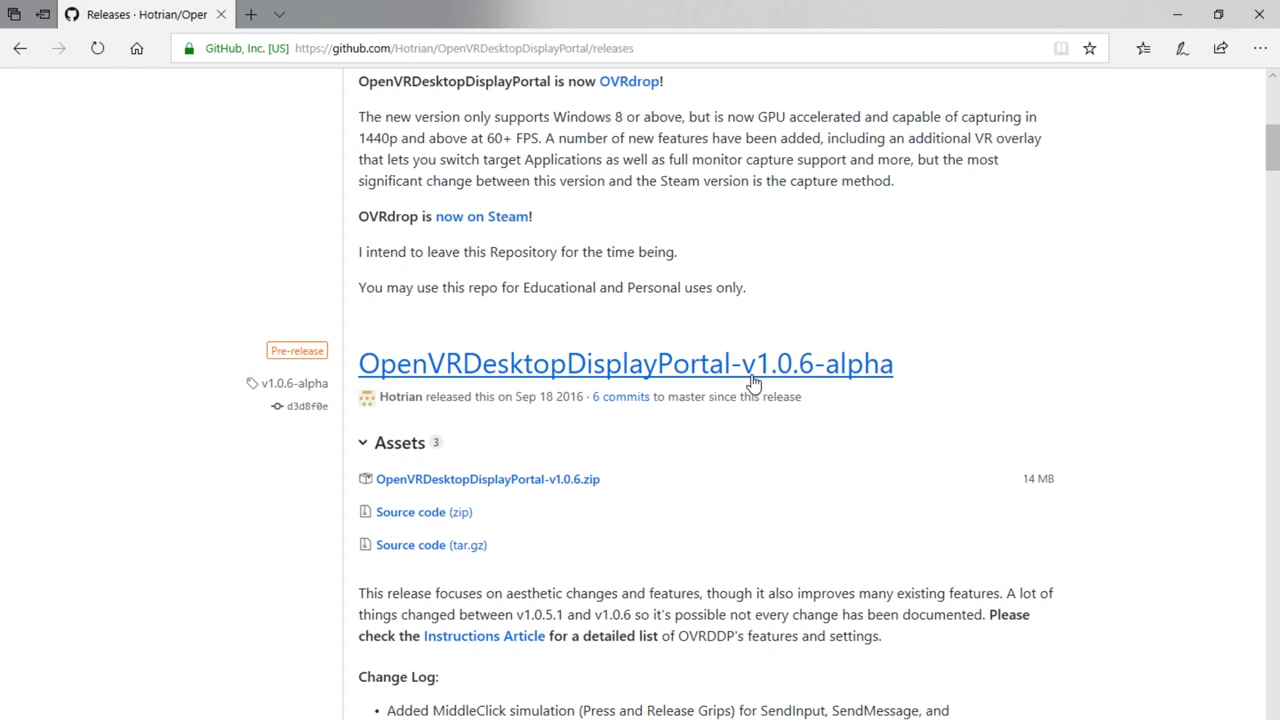 Releases · Hotrian/Oper
GitHub, Inc. [US] https://github.com/Hotrian/OpenVRDesktopDisplayPortal/releases
OpenVRDesktopDisplayPortal is now OVRdrop!
The new version only supports Windows 8 or above, but is now GPU accelerated and capable of capturing in
1440p and above at 60+ FPS. A number of new features have been added, including an additional VR overlay
that lets you switch target Applications as well as full monitor capture support and more, but the most
significant change between this version and the Steam version is the capture method.
OVRdrop is now on Steam!
I intend to leave this Repository for the time being.
You may use this repo for Educational and Personal uses only.
Pre-release
v1.0.6-alpha
d3d8f0e
OpenVRDesktopDisplayPortal-v1.0.6-alpha
Hotrian released this on Sep 18 2016 · 6 commits to master since this release
Assets 3
OpenVRDesktopDisplayPortal-v1.0.6.zip 14 MB
Source code (zip)
Source code (tar.gz)
This release focuses on aesthetic changes and features, though it also improves many existing features. A lot of
things changed between v1.0.5.1 and v1.0.6 so it's possible not every change has been documented. Please
check the Instructions Article for a detailed list of OVRDDP's features and settings.
Change Log:
• Added MiddleClick simulation (Press and Release Grips) for SendInput, SendMessage, and